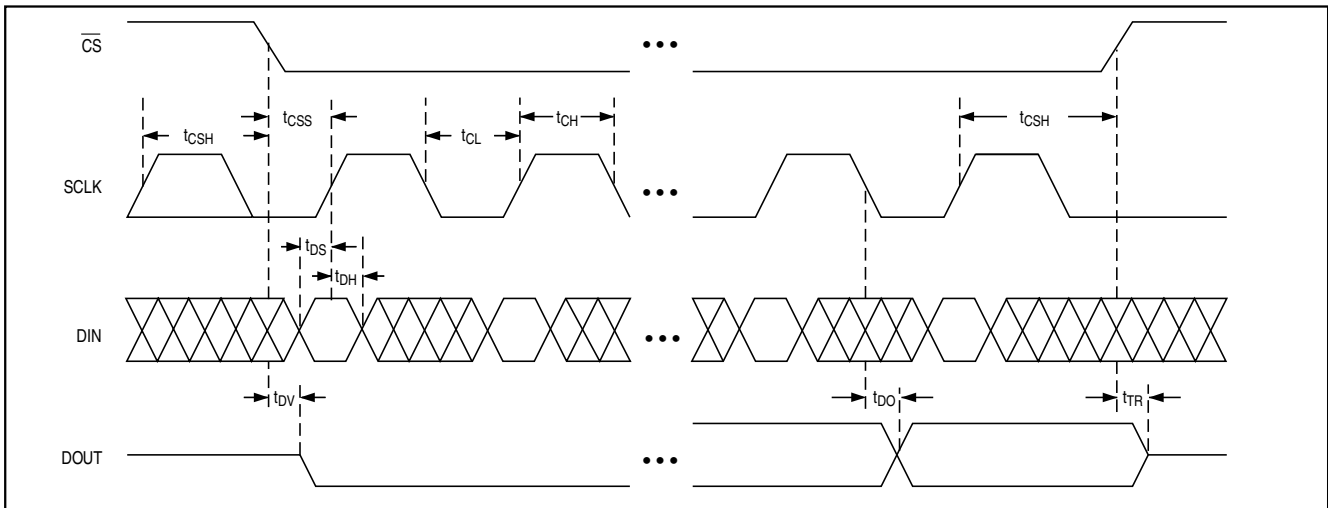 CS
•••
tCSH
tCSS
tCL
tCH
tCSH
SCLK
•••
tDS
tDH
DIN
•••
tDV
tDO
tTR
DOUT
•••